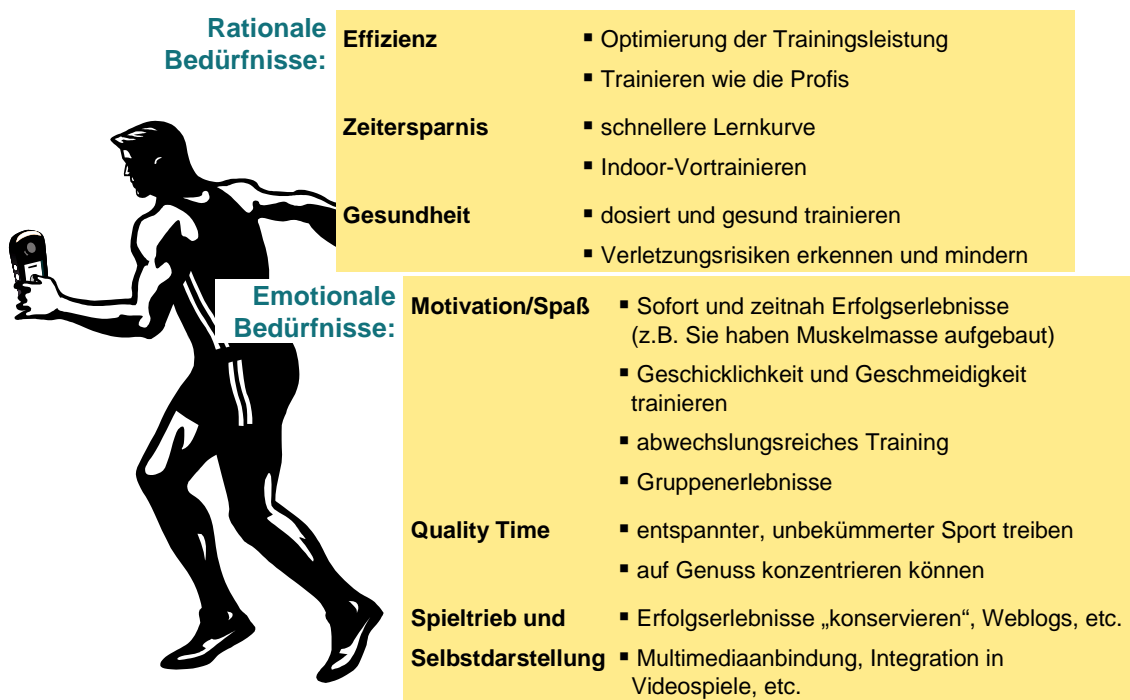 Rationale
Bedürfnisse:
Effizienz
▪ Optimierung der Trainingsleistung
▪ Trainieren wie die Profis
Zeitersparnis
▪ schnellere Lernkurve
▪ Indoor-Vortrainieren
Gesundheit
▪ dosiert und gesund trainieren
▪ Verletzungsrisiken erkennen und mindern
Emotionale
Bedürfnisse:
Motivation/Spaß
▪ Sofort und zeitnah Erfolgserlebnisse
(z.B. Sie haben Muskelmasse aufgebaut)
▪ Geschicklichkeit und Geschmeidigkeit
trainieren
▪ abwechslungsreiches Training
▪ Gruppenerlebnisse
Quality Time
▪ entspannter, unbekümmerter Sport treiben
▪ auf Genuss konzentrieren können
Spieltrieb und
Selbstdarstellung
▪ Erfolgserlebnisse „konservieren“, Weblogs, etc.
▪ Multimediaanbindung, Integration in
Videospiele, etc.